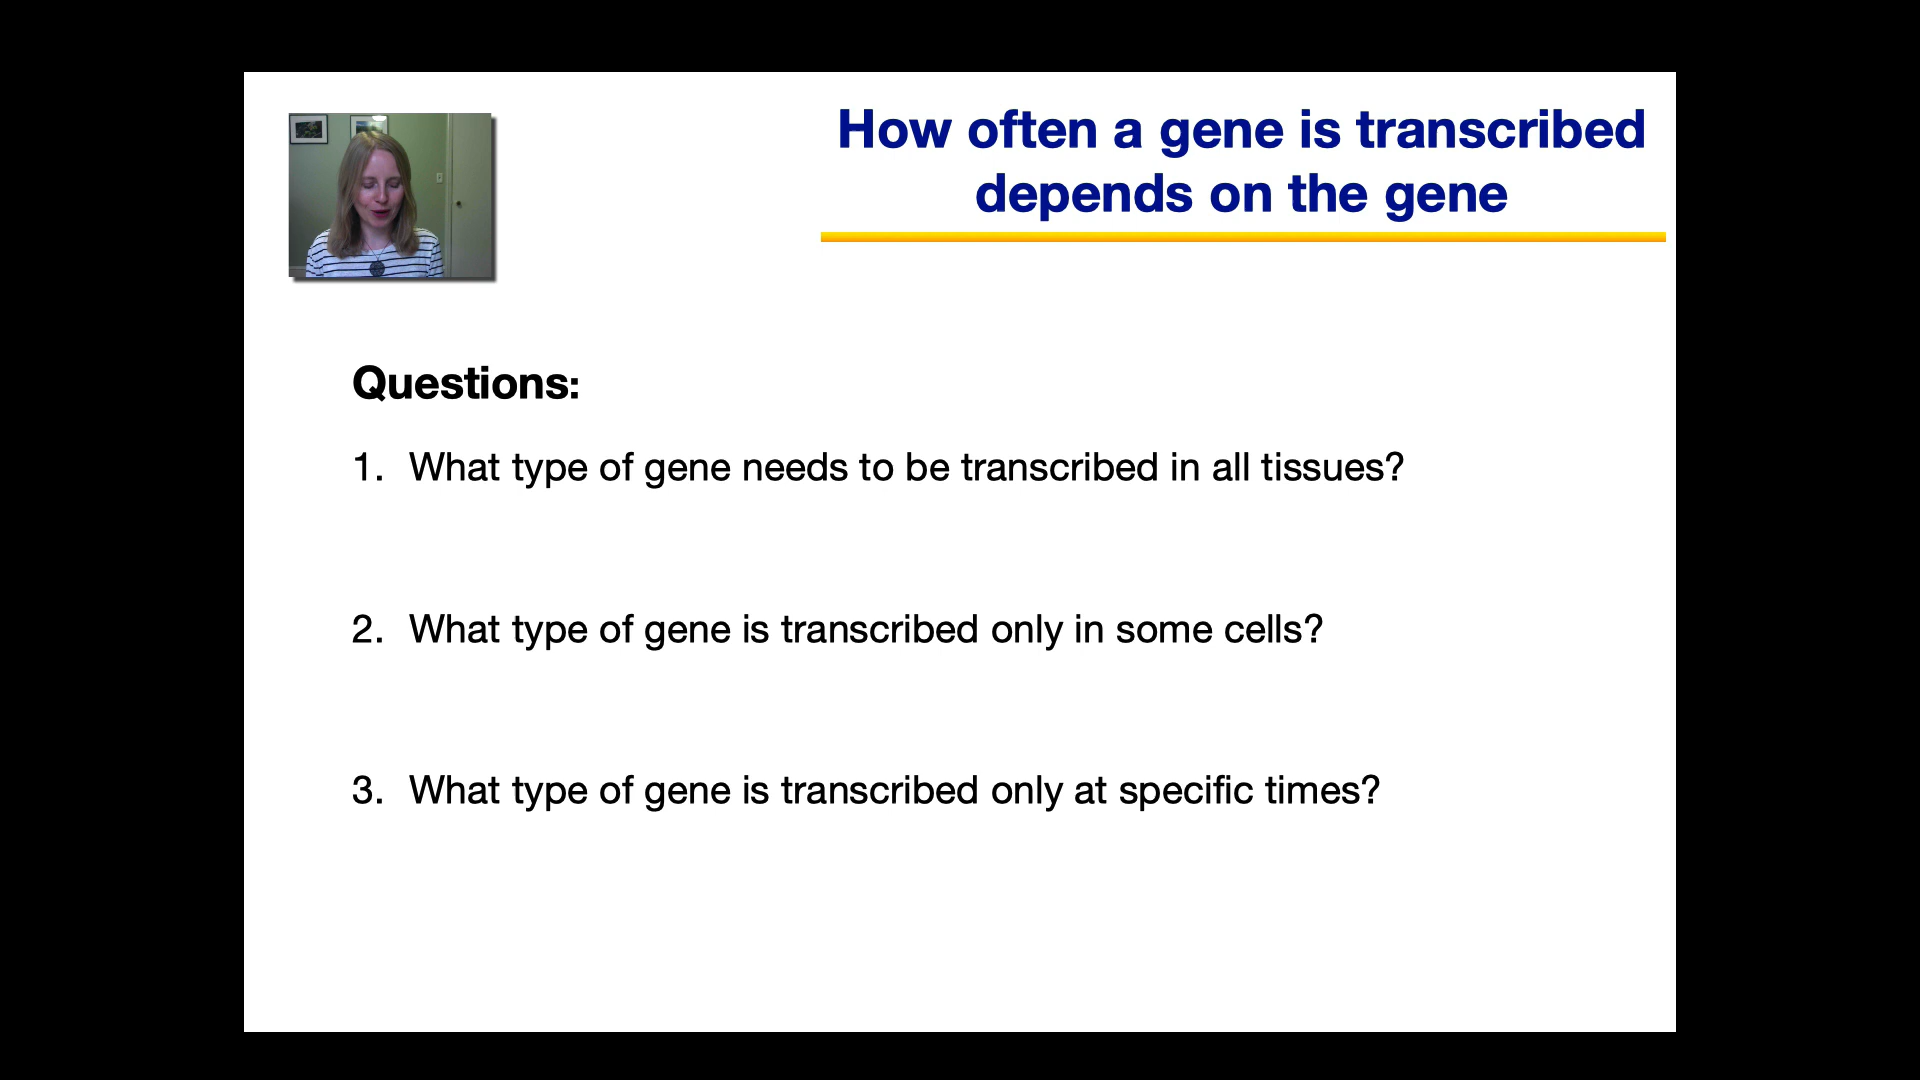 How often a gene is transcribed
depends on the gene
Questions:
1. What type of gene needs to be transcribed in all tissues?
2. What type of gene is transcribed only in some cells?
3. What type of gene is transcribed only at specific times?